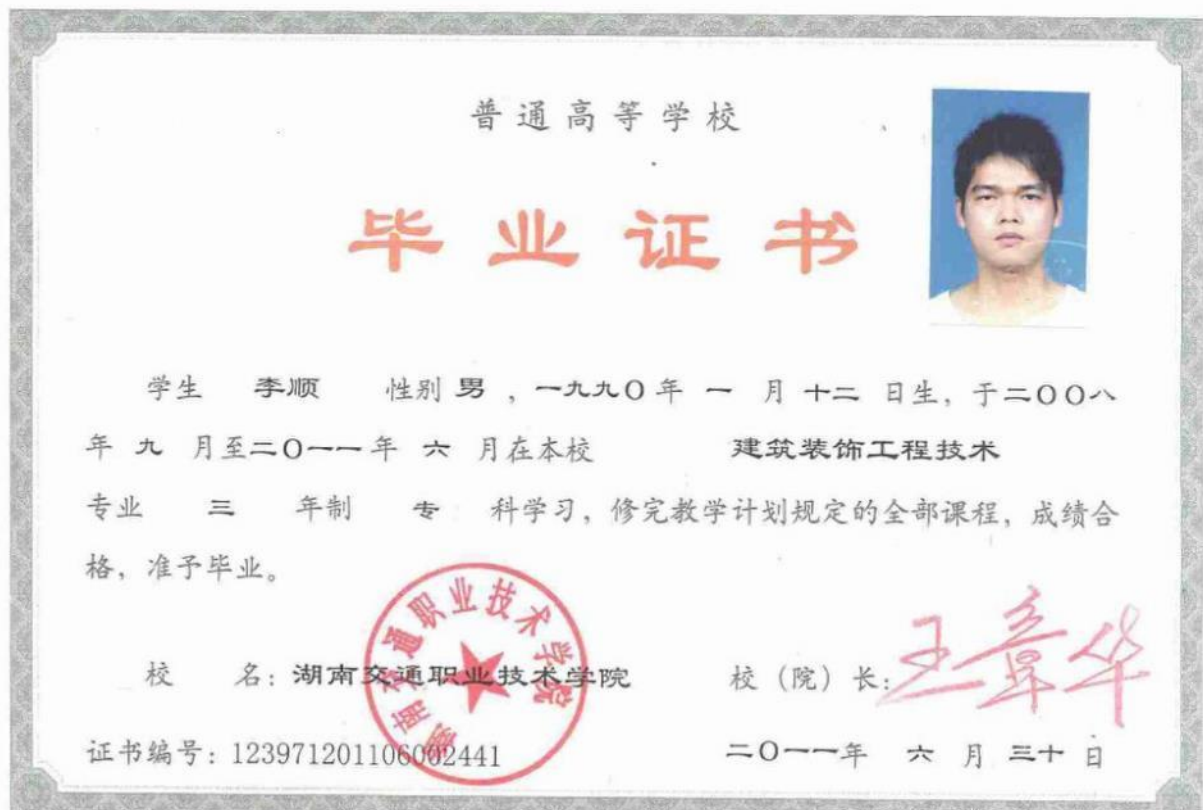 普通高等学校
毕业证书
学生 李顺 性别 男 ，一九九〇年 一 月 十二 日生，于二〇〇八
年 九 月至二〇一一年 六 月在本校 建筑装饰工程技术
专业 三 年制 专 科学习，修完教学计划规定的全部课程，成绩合
格，准予毕业。
湖南交通职业技术学院
校 名：湖南交通职业技术学院 校（院）长：王章华
证书编号：123971201106002441 二〇一一年 六 月 三十 日